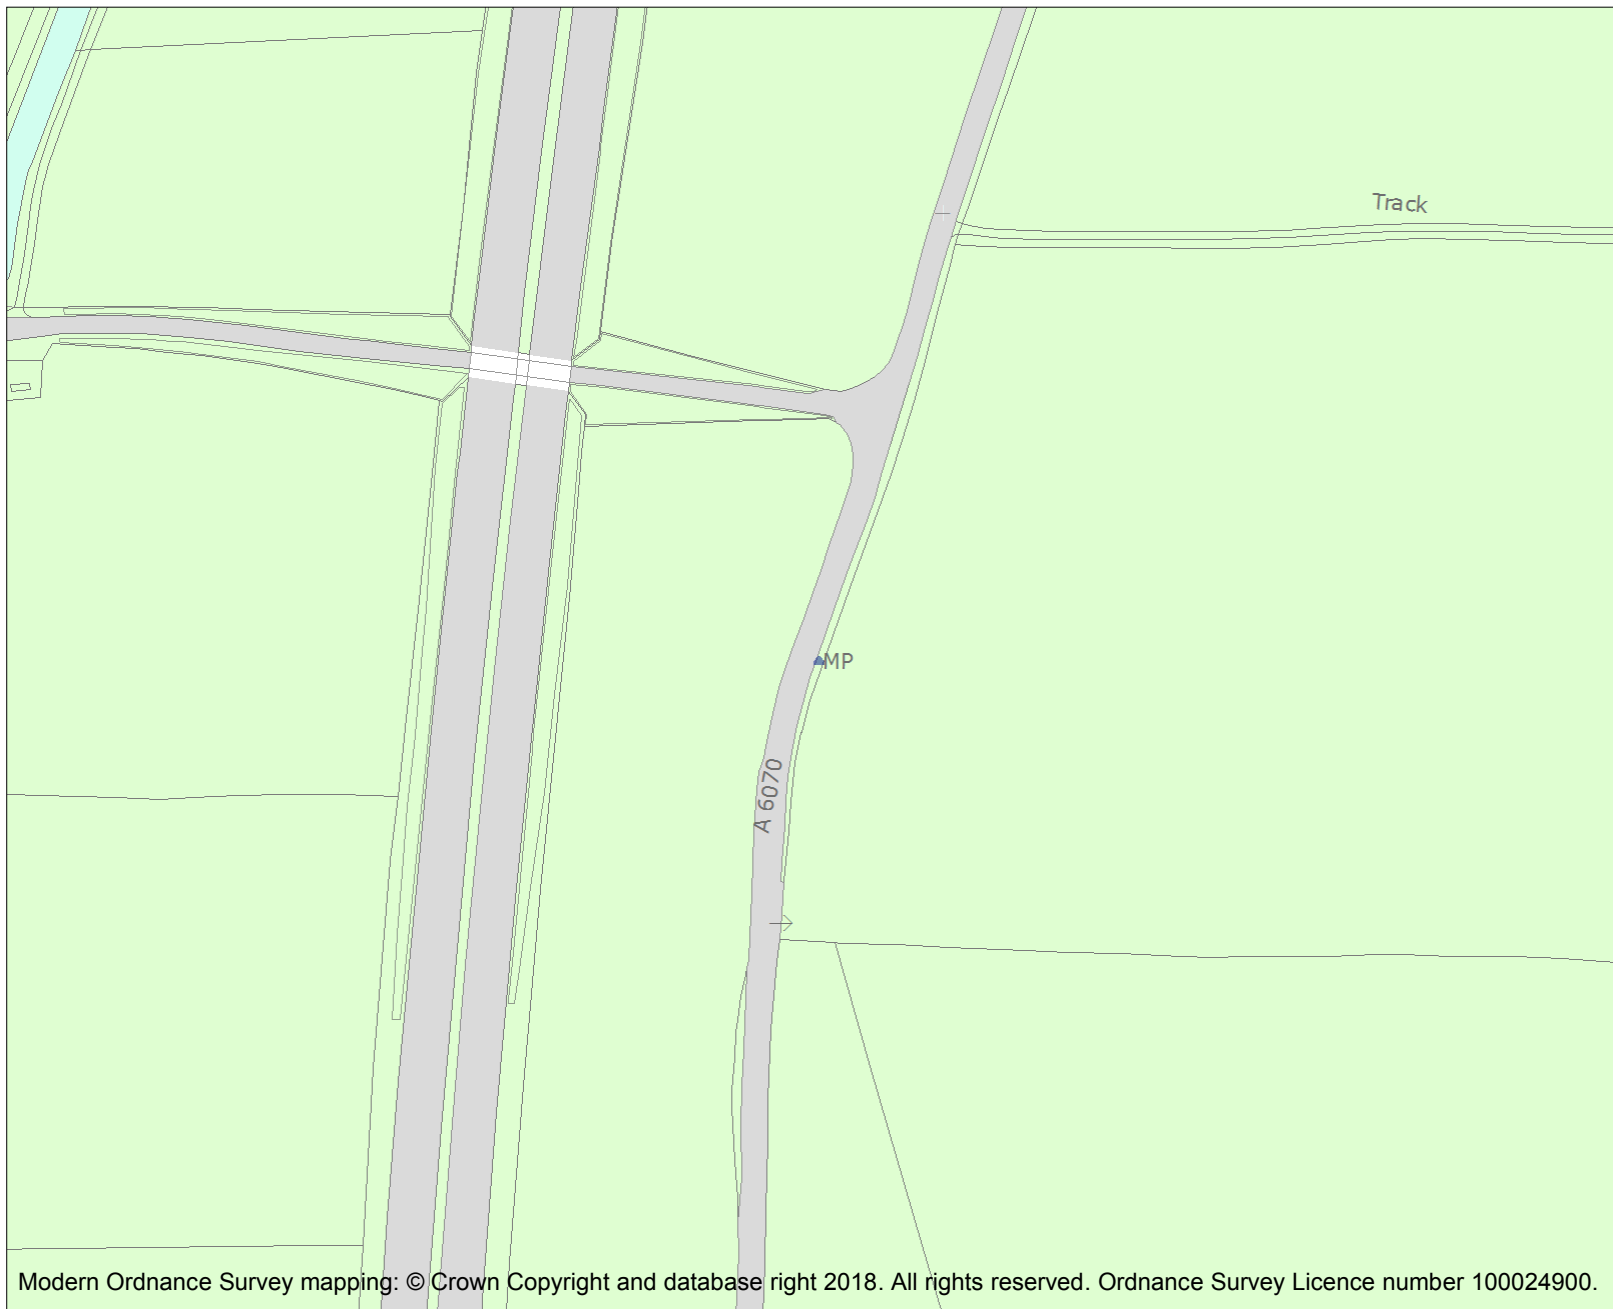 Track
MP
A 6070
Modern Ordnance Survey mapping: © Crown Copyright and database right 2018. All rights reserved. Ordnance Survey Licence number 100024900.